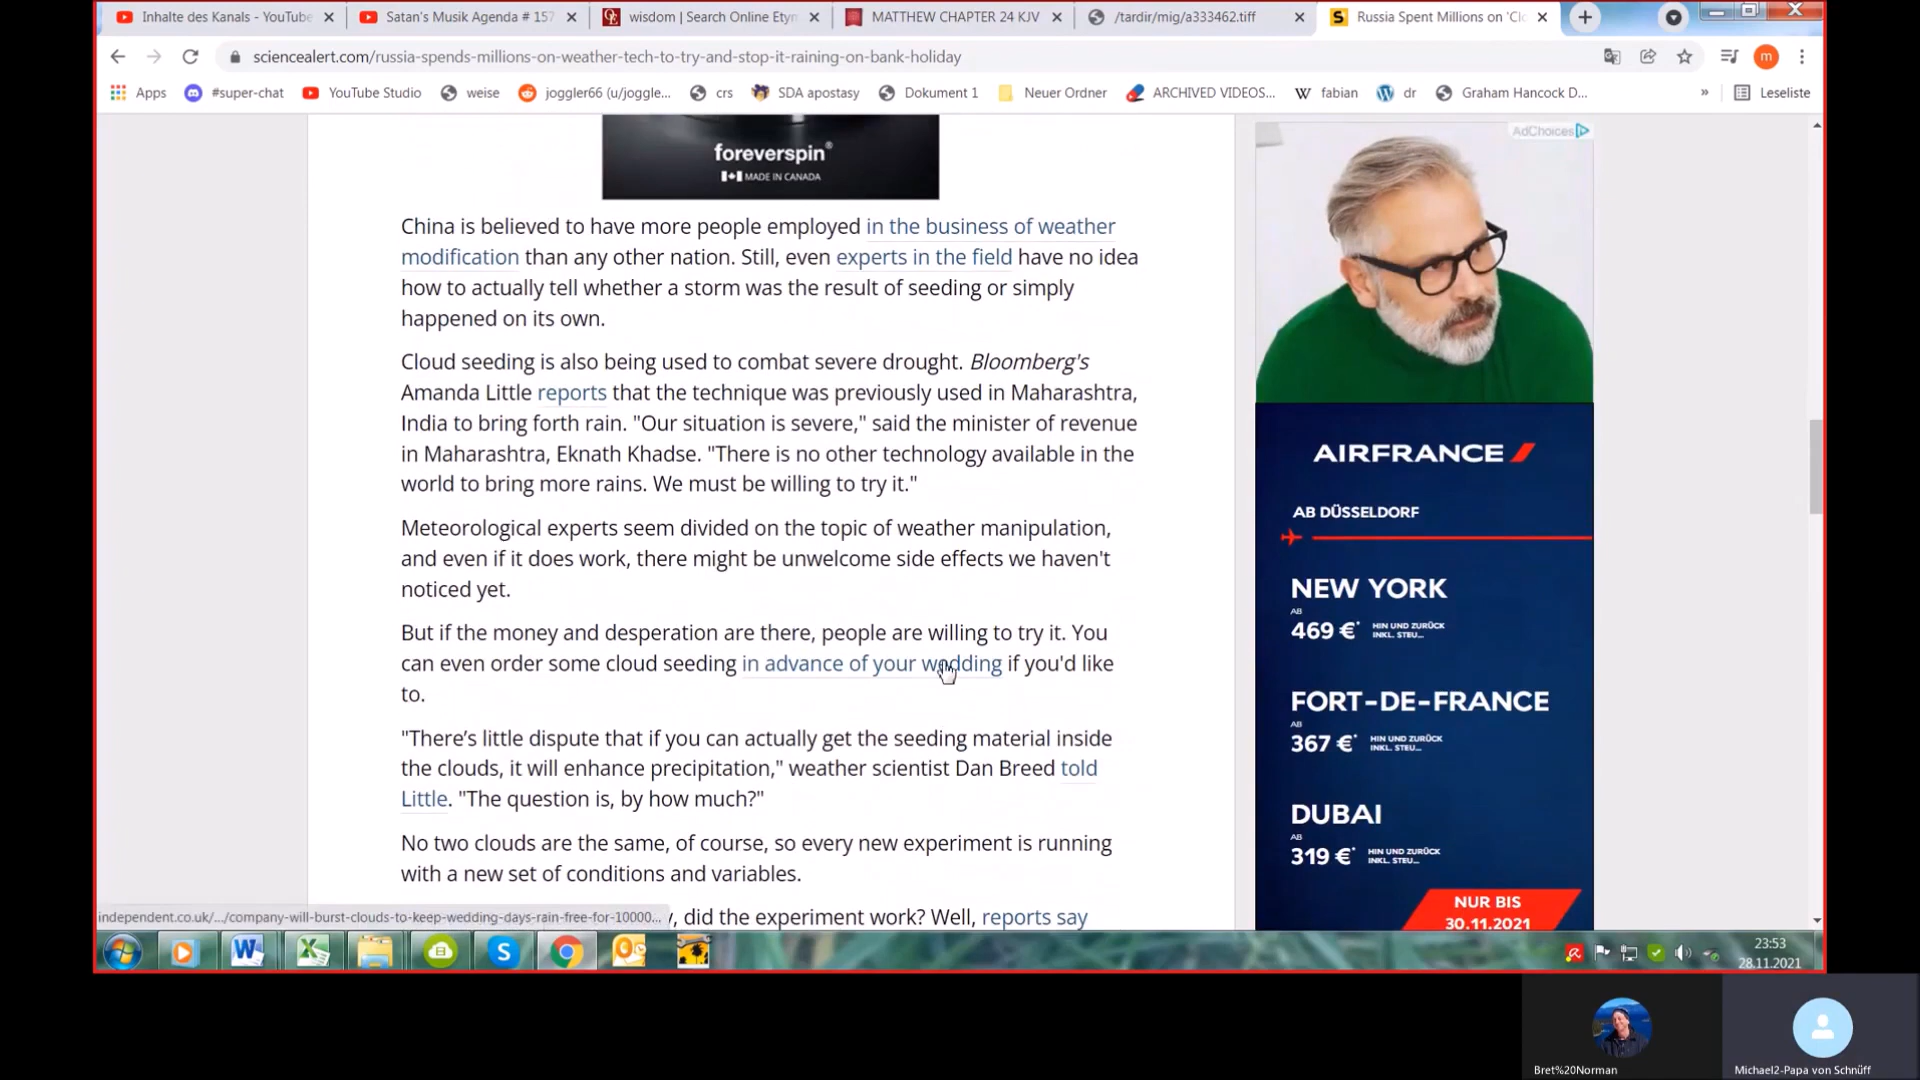 Inhalte des Kanals - YouTube
Satan's Musik Agenda # 157
wisdom | Search Online Etym
MATTHEW CHAPTER 24 KJV
/tardir/mig/a333462.tiff
Russia Spent Millions on 'Cl
sciencealert.com/russia-spends-millions-on-weather-tech-to-try-and-stop-it-raining-on-bank-holiday
m
Apps
#super-chat
YouTube Studio
weise
joggler66 (u/joggle...
crs
SDA apostasy
Dokument 1
Neuer Ordner
ARCHIVED VIDEOS...
W fabian
dr
Graham Hancock D...
»
Leseliste
foreverspin®
MADE IN CANADA
China is believed to have more people employed in the business of weather
modification than any other nation. Still, even experts in the field have no idea
how to actually tell whether a storm was the result of seeding or simply
happened on its own.
Cloud seeding is also being used to combat severe drought. Bloomberg's
Amanda Little reports that the technique was previously used in Maharashtra,
India to bring forth rain. "Our situation is severe," said the minister of revenue
in Maharashtra, Eknath Khadse. "There is no other technology available in the
world to bring more rains. We must be willing to try it."
Meteorological experts seem divided on the topic of weather manipulation,
and even if it does work, there might be unwelcome side effects we haven't
noticed yet.
But if the money and desperation are there, people are willing to try it. You
can even order some cloud seeding in advance of your wedding if you'd like
to.
"There's little dispute that if you can actually get the seeding material inside
the clouds, it will enhance precipitation," weather scientist Dan Breed told
Little. "The question is, by how much?"
No two clouds are the same, of course, so every new experiment is running
with a new set of conditions and variables.
, did the experiment work? Well, reports say
independent.co.uk/.../company-will-burst-clouds-to-keep-wedding-days-rain-free-for-10000...
AdChoices
AIRFRANCE
AB DÜSSELDORF
NEW YORK
AB
469 €* HIN UND ZURÜCK
INKL. STEU...
FORT-DE-FRANCE
AB
367 €* HIN UND ZURÜCK
INKL. STEU...
DUBAI
AB
319 €* HIN UND ZURÜCK
INKL. STEU...
NUR BIS
30.11.2021
23:53
28.11.2021
Bret%20Norman
Michael2-Papa von Schnüff